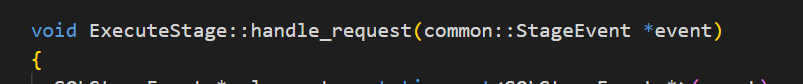 void ExecuteStage::handle_request(common::StageEvent *event)
{